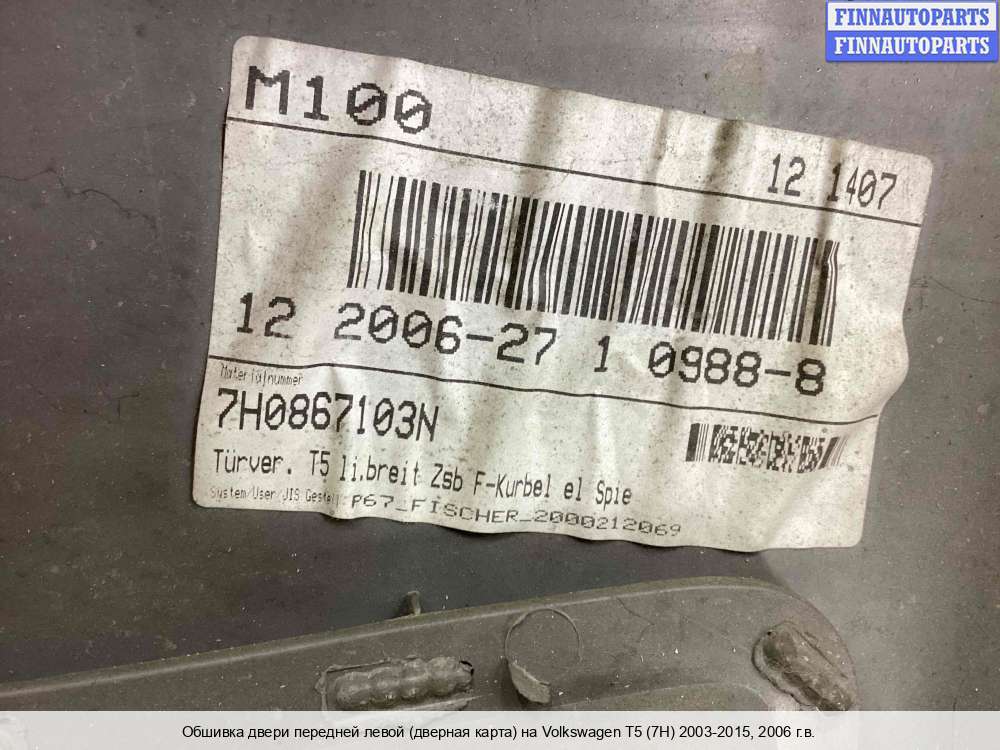 FINNAUTOPARTS
FINNAUTOPARTS
M100
12 1407
12 2006-27 1 0988-8
Materialnummer
7H0867103N
Türver. T5 li.breit Zsb F-Kurbel el Spie
System/User/JIS Gestell P67_FISCHER_2000212069
Обшивка двери передней левой (дверная карта) на Volkswagen T5 (7H) 2003-2015, 2006 г.в.